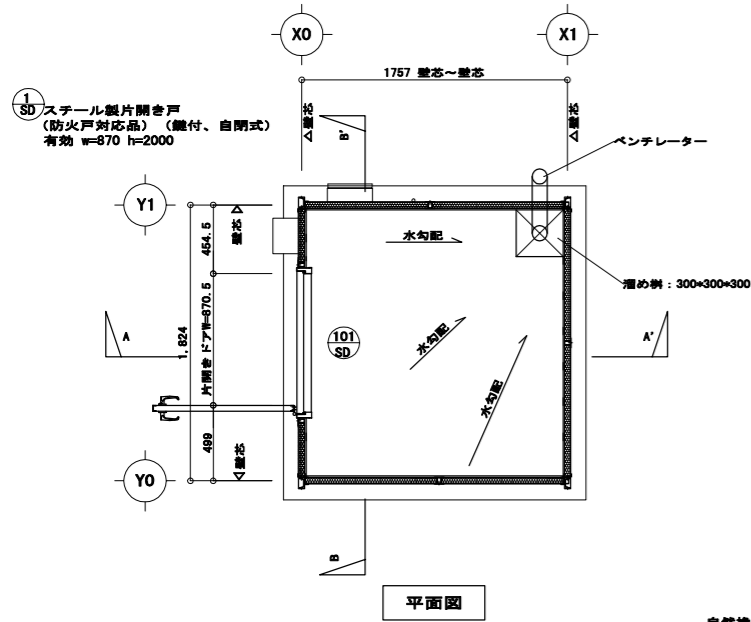 X0
X1
1757 壁芯～壁芯
1
SD
スチール製片開き戸
(防火戸対応品) (鍵付、自閉式)
有効 w=870 h=2000
△壁芯
△壁芯
B'
ベンチレーター
Y1
△壁芯
454.5
水勾配
溜め桝：300*300*300
A
1,824
片開きドアW=870.5
101
SD
水勾配
A'
水勾配
499
△壁芯
Y0
B
平面図